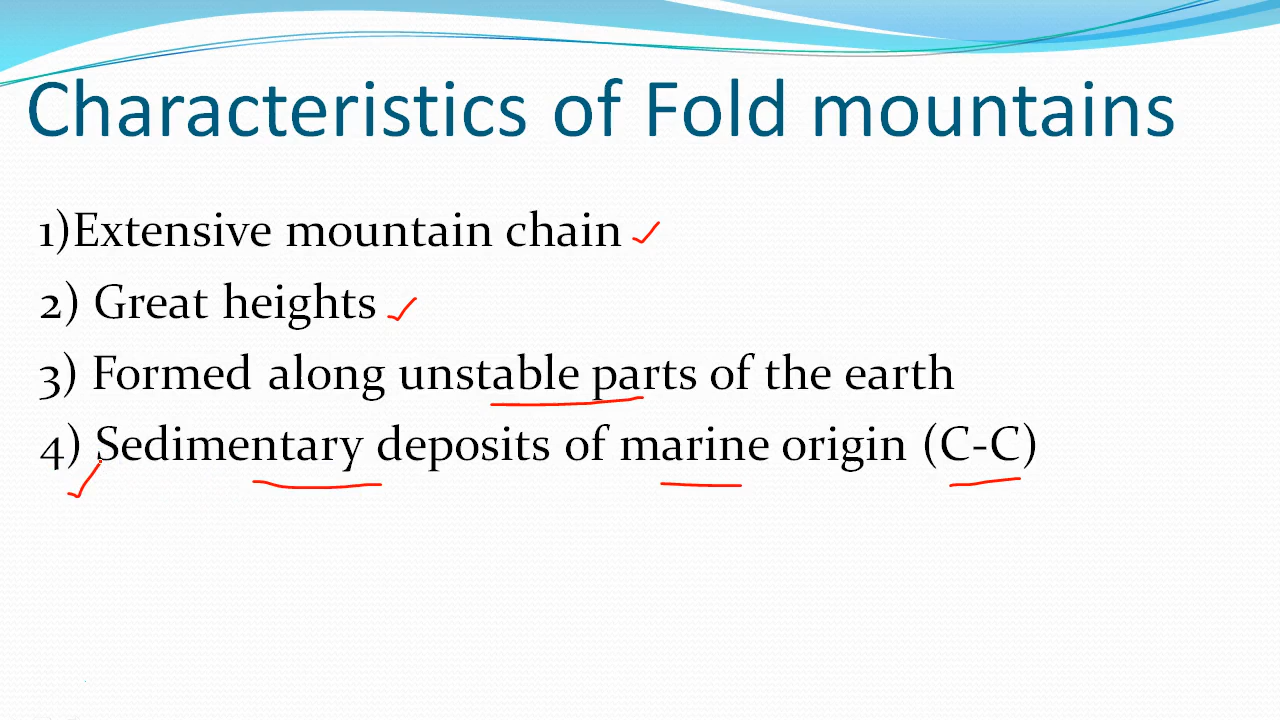 Characteristics of Fold mountains
1)Extensive mountain chain
2) Great heights
3) Formed along unstable parts of the earth
4) Sedimentary deposits of marine origin (C-C)